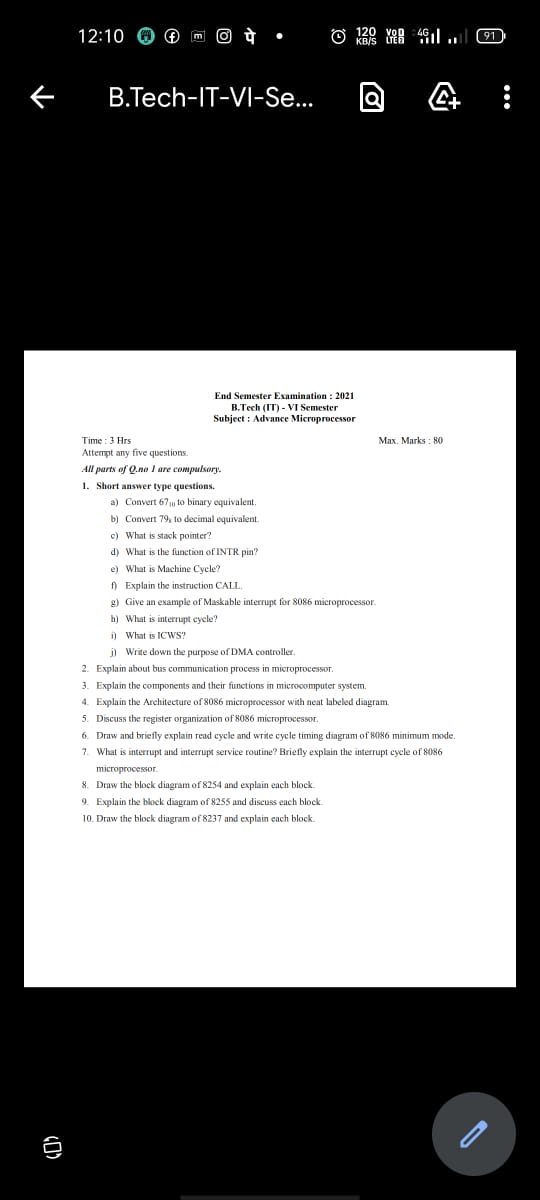 12:10 m पे • 120 KB/S VoD LTE 4G 91
B.Tech-IT-VI-Se...
End Semester Examination : 2021
B.Tech (IT) - VI Semester
Subject : Advance Microprocessor
Time : 3 Hrs Max. Marks : 80
Attempt any five questions.
All parts of Q.no 1 are compulsory.
1. Short answer type questions.
a) Convert 67₁₀ to binary equivalent.
b) Convert 79₈ to decimal equivalent.
c) What is stack pointer?
d) What is the function of INTR pin?
e) What is Machine Cycle?
f) Explain the instruction CALL.
g) Give an example of Maskable interrupt for 8086 microprocessor.
h) What is interrupt cycle?
i) What is ICWS?
j) Write down the purpose of DMA controller.
2. Explain about bus communication process in microprocessor.
3. Explain the components and their functions in microcomputer system.
4. Explain the Architecture of 8086 microprocessor with neat labeled diagram.
5. Discuss the register organization of 8086 microprocessor.
6. Draw and briefly explain read cycle and write cycle timing diagram of 8086 minimum mode.
7. What is interrupt and interrupt service routine? Briefly explain the interrupt cycle of 8086
microprocessor.
8. Draw the block diagram of 8254 and explain each block.
9. Explain the block diagram of 8255 and discuss each block.
10. Draw the block diagram of 8237 and explain each block.